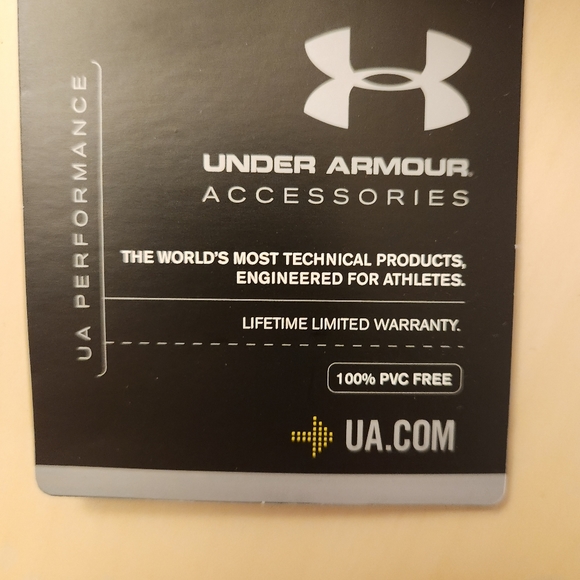 UA PERFORMANCE
UNDER ARMOUR®
ACCESSORIES
THE WORLD'S MOST TECHNICAL PRODUCTS,
ENGINEERED FOR ATHLETES.
LIFETIME LIMITED WARRANTY.
100% PVC FREE
UA.COM